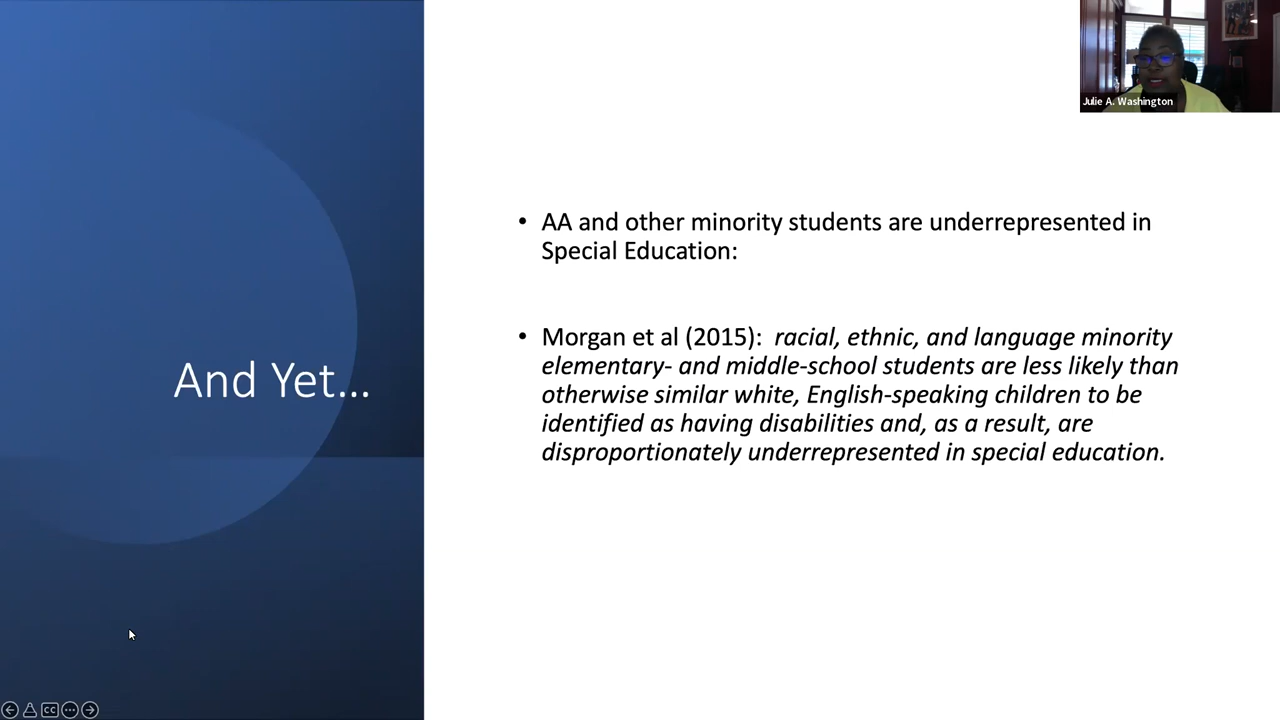 Julie A. Washington
And Yet...
• AA and other minority students are underrepresented in
Special Education:
• Morgan et al (2015): racial, ethnic, and language minority
elementary- and middle-school students are less likely than
otherwise similar white, English-speaking children to be
identified as having disabilities and, as a result, are
disproportionately underrepresented in special education.
CC